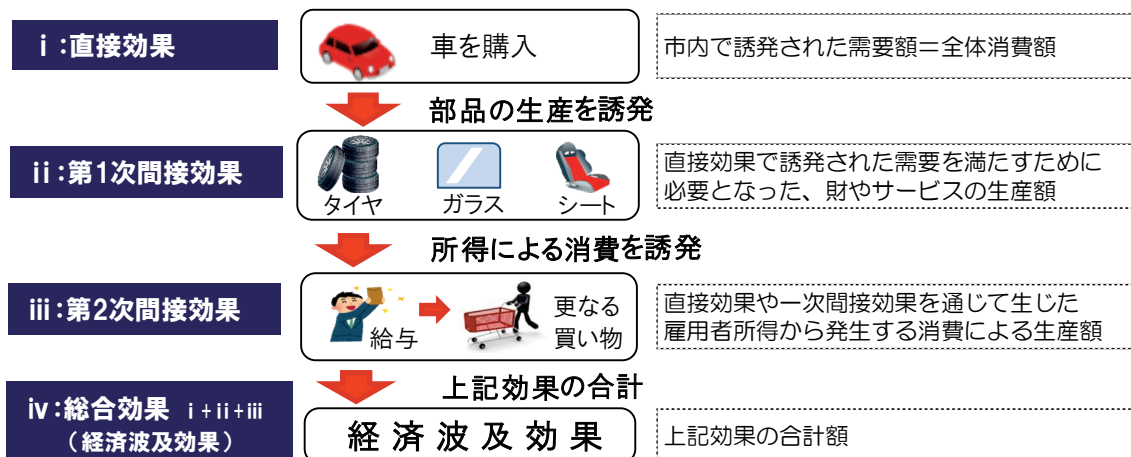 i:直接効果
車を購入
市内で誘発された需要額＝全体消費額
部品の生産を誘発
ii:第1次間接効果
タイヤ ガラス シート
直接効果で誘発された需要を満たすために
必要となった、財やサービスの生産額
所得による消費を誘発
iii:第2次間接効果
給与
更なる
買い物
直接効果や一次間接効果を通じて生じた
雇用者所得から発生する消費による生産額
上記効果の合計
iv:総合効果 i+ii+iii
（経済波及効果）
経済波及効果
上記効果の合計額